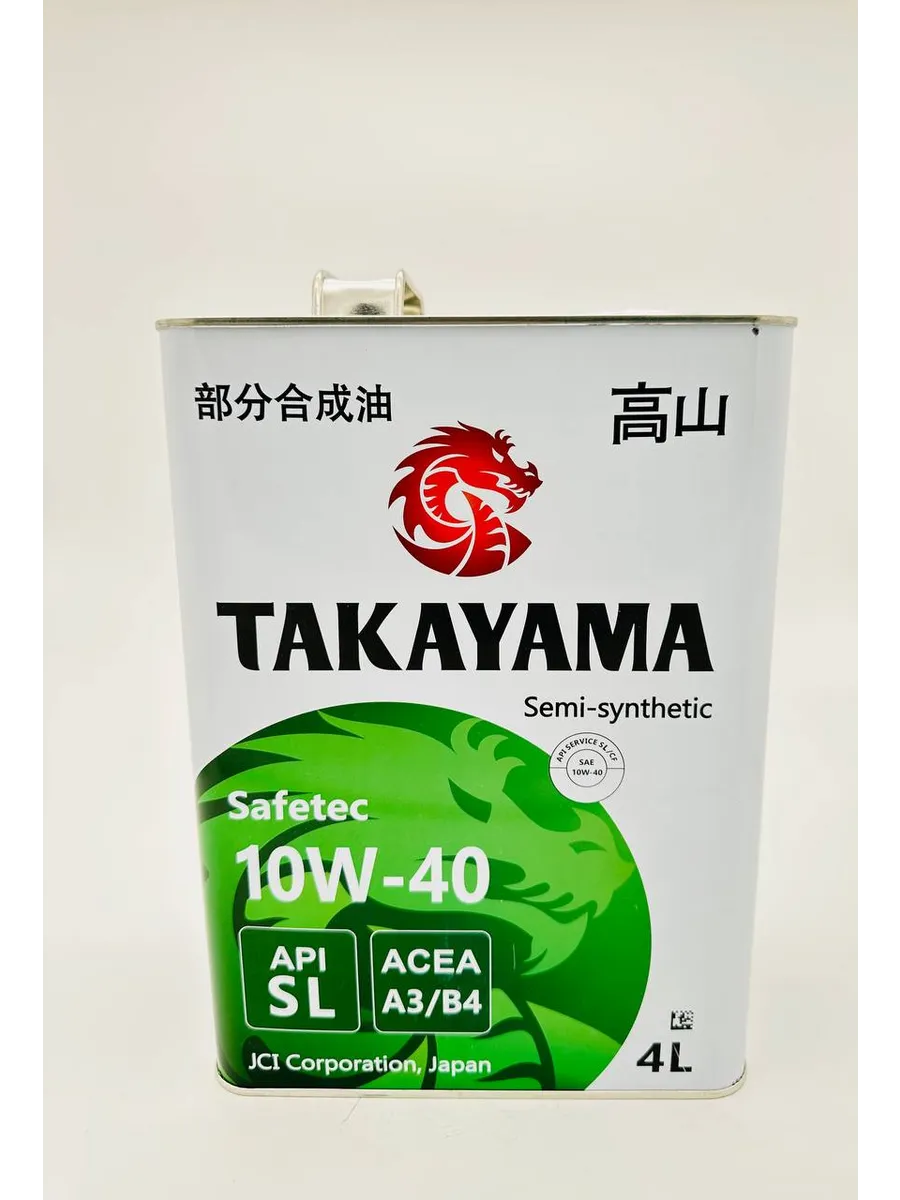 部分合成油
高山
TAKAYAMA
Semi-synthetic
API SERVICE SL/CF
SAE
10W-40
Safetec
10W-40
API
SL
ACEA
A3/B4
JCI Corporation, Japan
4L